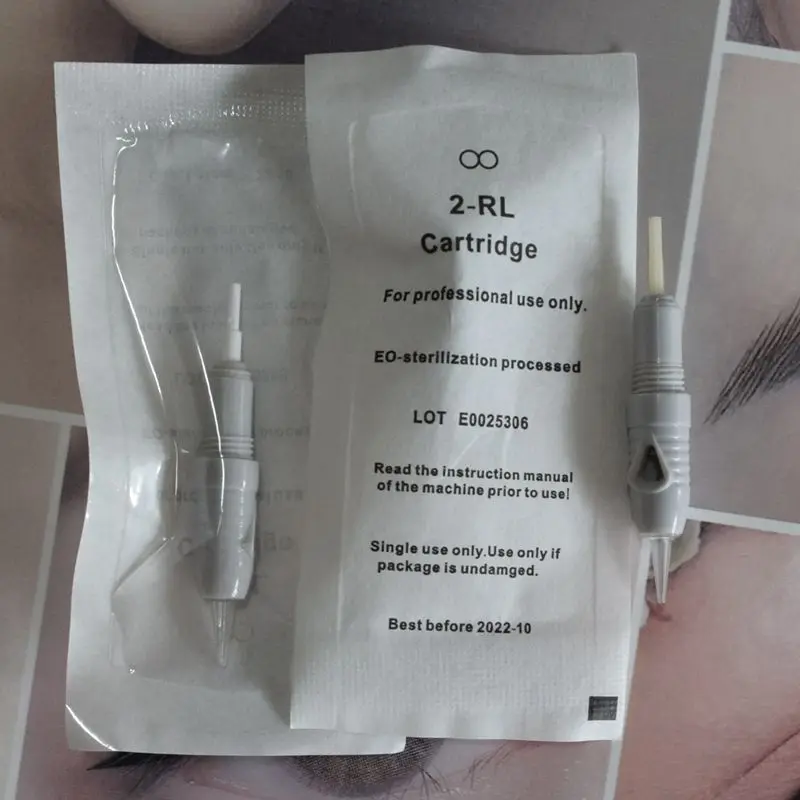 2-RL
Cartridge
For professional use only.
EO-sterilization processed
LOT E0025306
Read the instruction manual
of the machine prior to use!
Single use only.Use only if
package is undamged.
Best before 2022-10